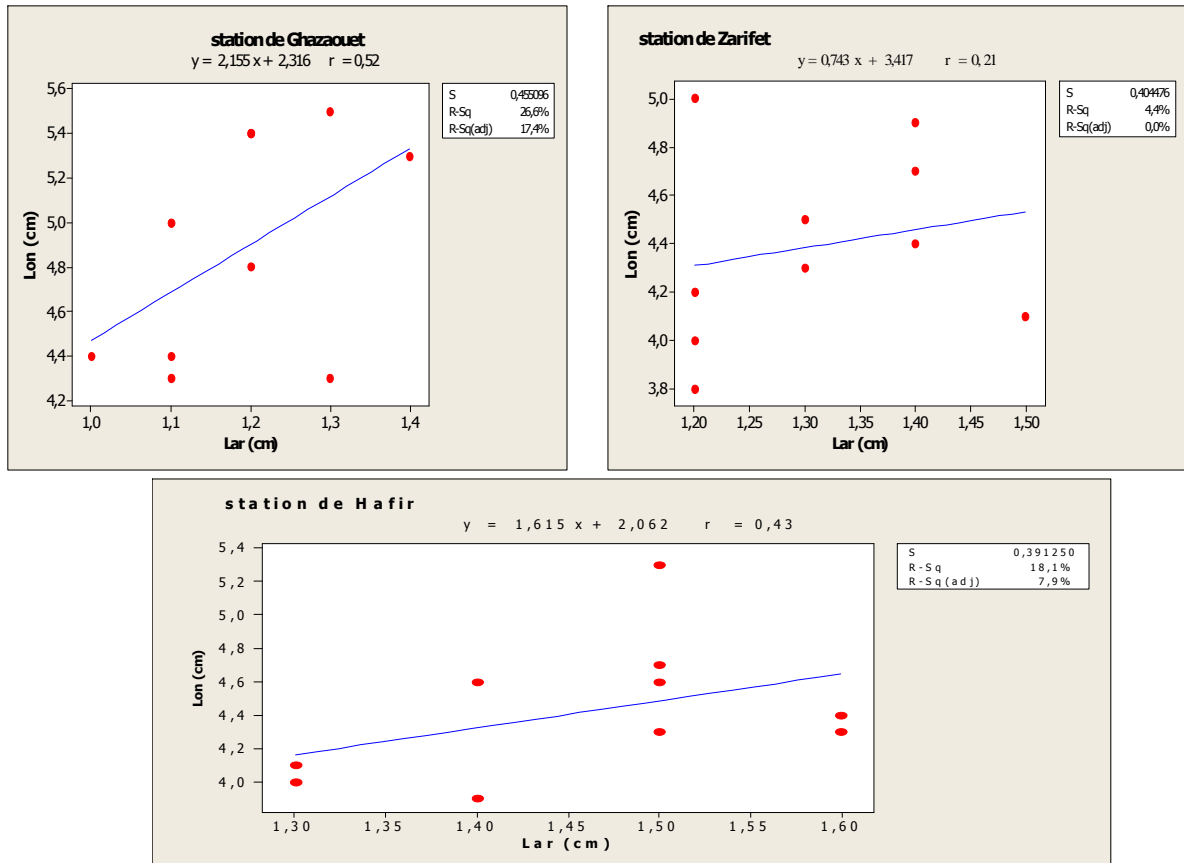 station de Ghazaouet
y = 2,155 x + 2,316 r = 0,52
S 0,455096
R-Sq 26,6%
R-Sq(adj) 17,4%
5,6
5,4
5,2
5,0
4,8
4,6
4,4
4,2
Lon (cm)
1,0 1,1 1,2 1,3 1,4
Lar (cm)
station de Zarifet
y = 0,743 x + 3,417 r = 0,21
S 0,404476
R-Sq 4,4%
R-Sq(adj) 0,0%
5,0
4,8
4,6
4,4
4,2
4,0
3,8
Lon (cm)
1,20 1,25 1,30 1,35 1,40 1,45 1,50
Lar (cm)
station de Hafir
y = 1,615 x + 2,062 r = 0,43
S 0,391250
R-Sq 18,1%
R-Sq(adj) 7,9%
5,4
5,2
5,0
4,8
4,6
4,4
4,2
4,0
Lon (cm)
1,30 1,35 1,40 1,45 1,50 1,55 1,60
Lar (cm)